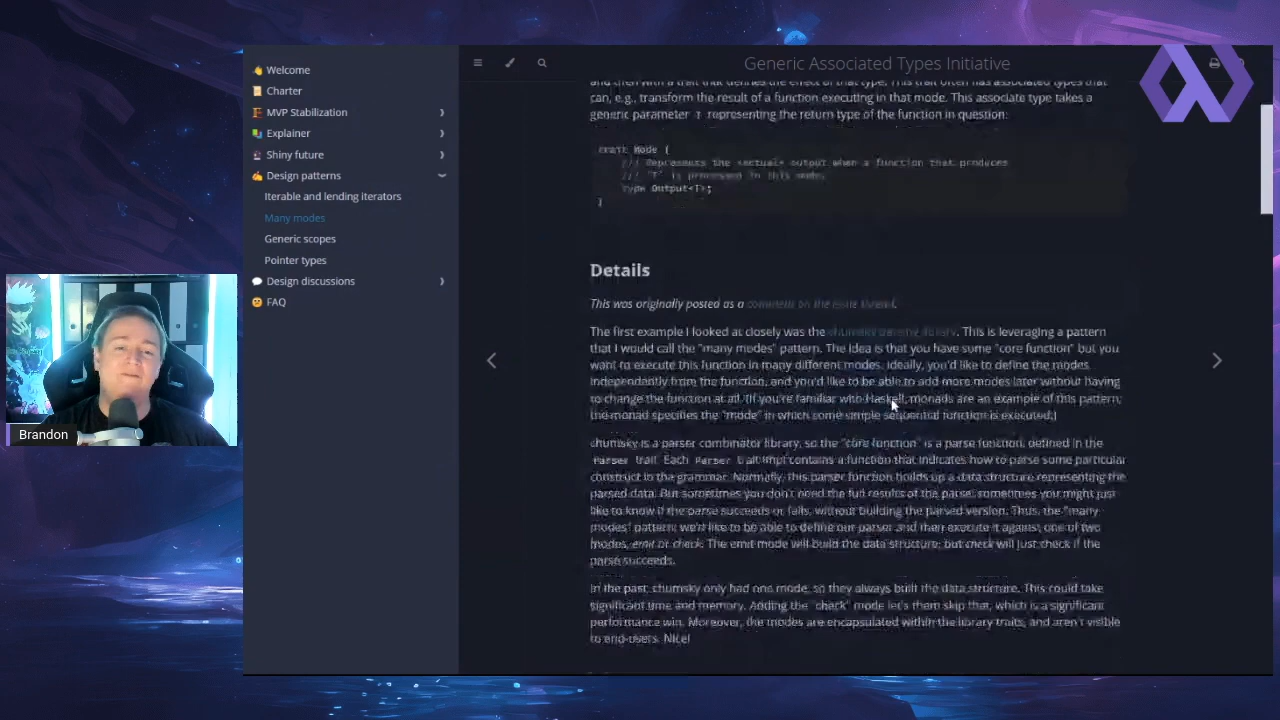 Generic Associated Types Initiative
👋 Welcome
📜 Charter
MVP Stabilization
Explainer
🔮 Shiny future
✍️ Design patterns
Iterable and lending iterators
Many modes
Generic scopes
Pointer types
💬 Design discussions
FAQ
and then with a trait that defines the effect of that type. This trait often has associated types that
can, e.g., transform the result of a function executing in that mode. This associate type takes a
generic parameter T representing the return type of the function in question:
trait Mode {
/// Represents the <actual> output when a function that produces
/// `T` is processed in this mode.
type Output<T>;
}
Details
This was originally posted as a comment on the issue thread.
The first example I looked at closely was the chumsky parsing library. This is leveraging a pattern
that I would call the "many modes" pattern. The idea is that you have some "core function" but you
want to execute this function in many different modes. Ideally, you'd like to define the modes
independently from the function, and you'd like to be able to add more modes later without having
to change the function at all. (If you're familiar with Haskell, monads are an example of this pattern;
the monad specifies the "mode" in which some simple sequential function is executed.)
chumsky is a parser combinator library, so the "core function" is a parse function, defined in the
Parser trait. Each Parser trait impl contains a function that indicates how to parse some particular
construct in the grammar. Normally, this parser function builds up a data structure representing the
parsed data. But sometimes you don't need the full results of the parse: sometimes you might just
like to know if the parse succeeds or fails, without building the parsed version. Thus, the "many
modes" pattern: we'd like to be able to define our parser and then execute it against one of two
modes, emit or check. The emit mode will build the data structure, but check will just check if the
parse succeeds.
In the past, chumsky only had one mode, so they always built the data structure. This could take
significant time and memory. Adding the "check" mode let's them skip that, which is a significant
performance win. Moreover, the modes are encapsulated within the library traits, and aren't visible
to end-users. Nice!
Brandon